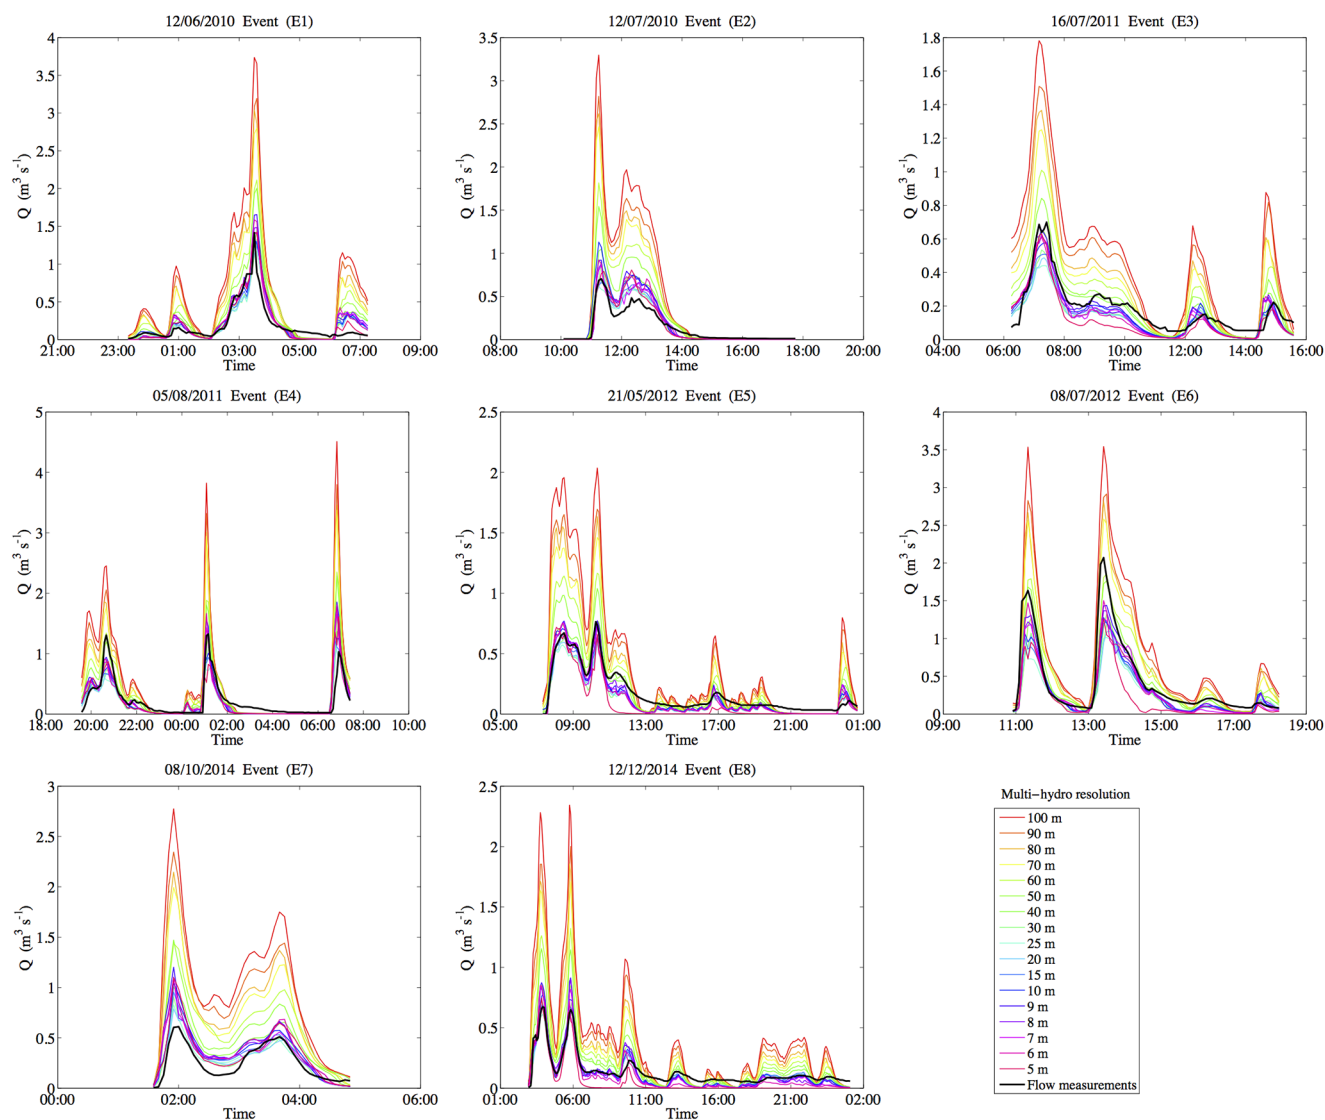 12/06/2010 Event (E1)
Q (m³ s⁻¹)
4
3.5
3
2.5
2
1.5
1
0.5
0
21:00 23:00 01:00 03:00 05:00 07:00 09:00
Time
12/07/2010 Event (E2)
Q (m³ s⁻¹)
3.5
3
2.5
2
1.5
1
0.5
0
08:00 10:00 12:00 14:00 16:00 18:00 20:00
Time
16/07/2011 Event (E3)
Q (m³ s⁻¹)
1.8
1.6
1.4
1.2
1
0.8
0.6
0.4
0.2
0
04:00 06:00 08:00 10:00 12:00 14:00 16:00
Time
05/08/2011 Event (E4)
Q (m³ s⁻¹)
5
4
3
2
1
0
18:00 20:00 22:00 00:00 02:00 04:00 06:00 08:00 10:00
Time
21/05/2012 Event (E5)
Q (m³ s⁻¹)
2.5
2
1.5
1
0.5
0
05:00 09:00 13:00 17:00 21:00 01:00
Time
08/07/2012 Event (E6)
Q (m³ s⁻¹)
4
3.5
3
2.5
2
1.5
1
0.5
0
09:00 11:00 13:00 15:00 17:00 19:00
Time
08/10/2014 Event (E7)
Q (m³ s⁻¹)
3
2.5
2
1.5
1
0.5
0
00:00 02:00 04:00 06:00
Time
12/12/2014 Event (E8)
Q (m³ s⁻¹)
2.5
2
1.5
1
0.5
0
01:00 06:00 11:00 16:00 21:00 02:00
Time
Multi−hydro resolution
100 m
90 m
80 m
70 m
60 m
50 m
40 m
30 m
25 m
20 m
15 m
10 m
9 m
8 m
7 m
6 m
5 m
Flow measurements